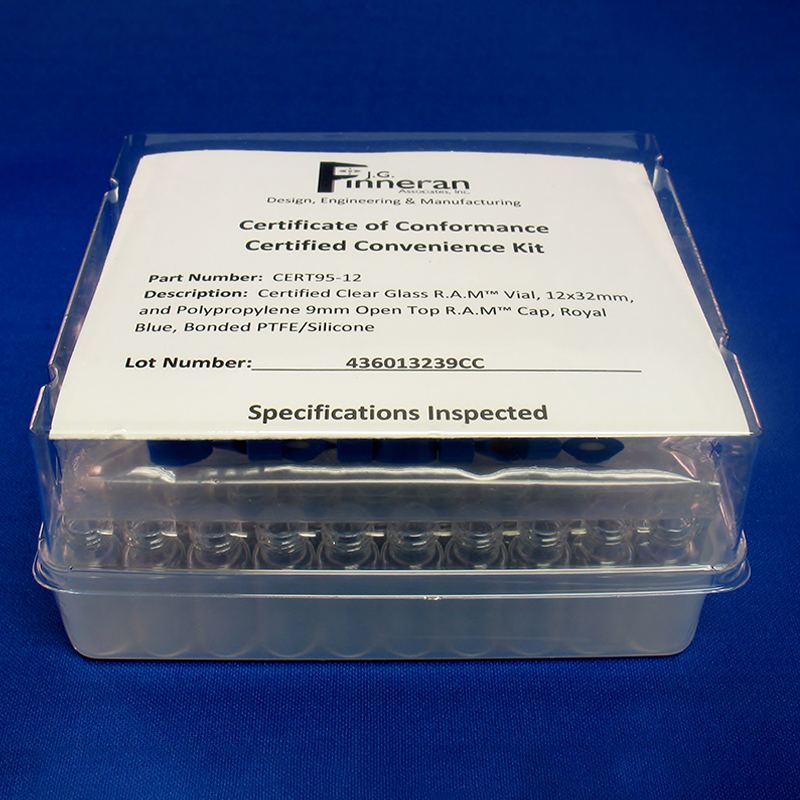 J.G.
Finneran
Associates, Inc.
Design, Engineering & Manufacturing
Certificate of Conformance
Certified Convenience Kit
Part Number: CERT95-12
Description: Certified Clear Glass R.A.M™ Vial, 12x32mm,
and Polypropylene 9mm Open Top R.A.M™ Cap, Royal
Blue, Bonded PTFE/Silicone
Lot Number: 436013239CC
Specifications Inspected